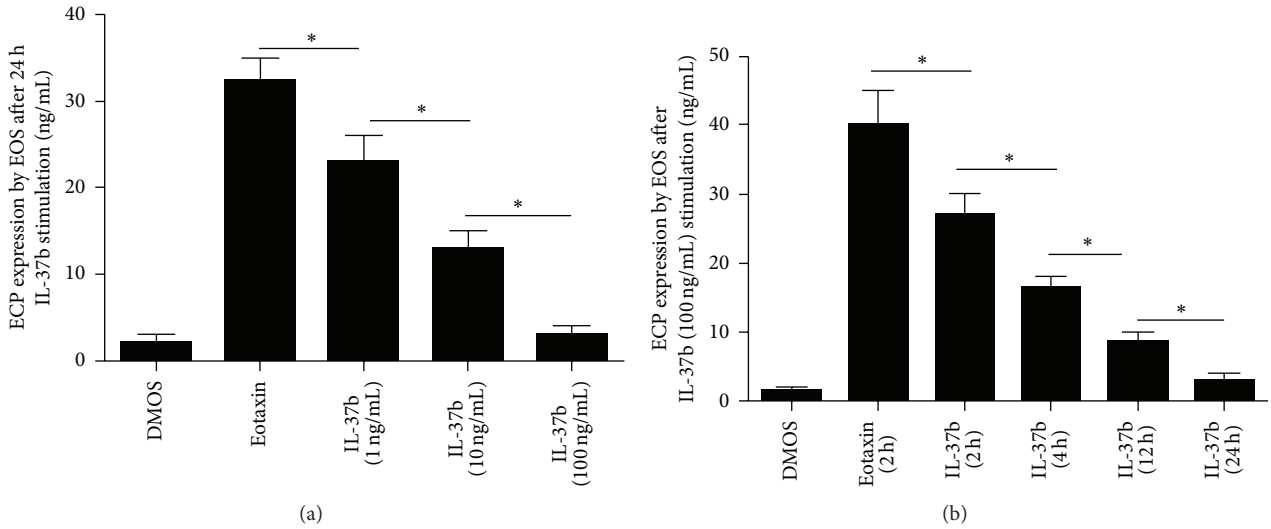 ECP expression by EOS after 24 h
IL-37b stimulation (ng/mL)
40
30
20
10
0
*
*
*
DMOS
Eotaxin
IL-37b
(1 ng/mL)
IL-37b
(10 ng/mL)
IL-37b
(100 ng/mL)
(a)
ECP expression by EOS after
IL-37b (100 ng/mL) stimulation (ng/mL)
50
40
30
20
10
0
*
*
*
*
DMOS
Eotaxin
(2 h)
IL-37b
(2 h)
IL-37b
(4 h)
IL-37b
(12 h)
IL-37b
(24h)
(b)